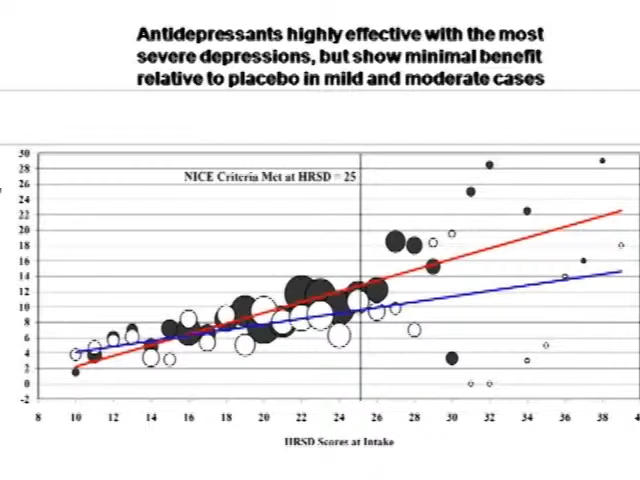 Antidepressants highly effective with the most
severe depressions, but show minimal benefit
relative to placebo in mild and moderate cases
NICE Criteria Met at HRSD = 25
30
28
26
24
22
20
18
16
14
12
10
8
6
4
2
0
-2
8 10 12 14 16 18 20 22 24 26 28 30 32 34 36 38
HRSD Scores at Intake